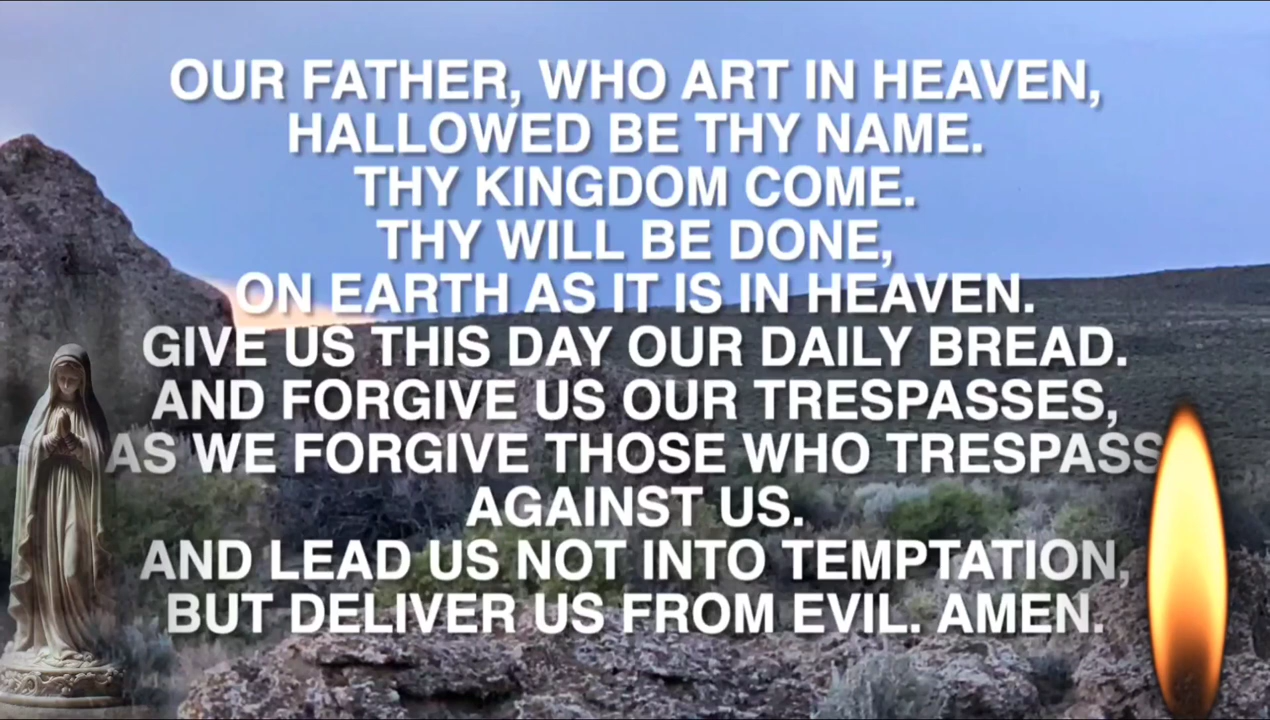 OUR FATHER, WHO ART IN HEAVEN,
HALLOWED BE THY NAME.
THY KINGDOM COME.
THY WILL BE DONE,
ON EARTH AS IT IS IN HEAVEN.
GIVE US THIS DAY OUR DAILY BREAD.
AND FORGIVE US OUR TRESPASSES,
AS WE FORGIVE THOSE WHO TRESPASS
AGAINST US.
AND LEAD US NOT INTO TEMPTATION,
BUT DELIVER US FROM EVIL. AMEN.